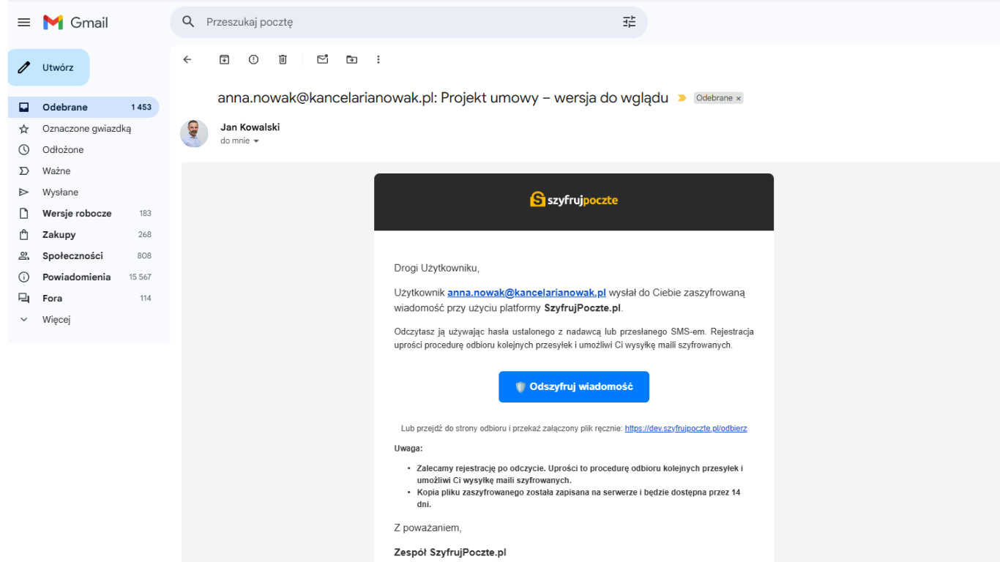 Gmail
Przeszukaj pocztę
Utwórz
Odebrane 1 453
Oznaczone gwiazdką
Odłożone
Ważne
Wysłane
Wersje robocze 183
Zakupy 268
Społeczności 808
Powiadomienia 15 567
Fora 114
Więcej
anna.nowak@kancelarianowak.pl: Projekt umowy – wersja do wglądu Odebrane ×
Jan Kowalski
do mnie
szyfrujpoczte
Drogi Użytkowniku,
Użytkownik anna.nowak@kancelarianowak.pl wysłał do Ciebie zaszyfrowaną
wiadomość przy użyciu platformy SzyfrujPoczte.pl.
Odczytasz ją używając hasła ustalonego z nadawcą lub przesłanego SMS-em. Rejestracja
uprości procedurę odbioru kolejnych przesyłek i umożliwi Ci wysyłkę maili szyfrowanych.
Odszyfruj wiadomość
Lub przejdź do strony odbioru i przekaż załączony plik ręcznie: https://dev.szyfrujpoczte.pl/odbierz
Uwaga:
• Zalecamy rejestrację po odczycie. Uprości to procedurę odbioru kolejnych przesyłek i
umożliwi Ci wysyłkę maili szyfrowanych.
• Kopia pliku zaszyfrowanego została zapisana na serwerze i będzie dostępna przez 14
dni.
Z poważaniem,
Zespół SzyfrujPoczte.pl